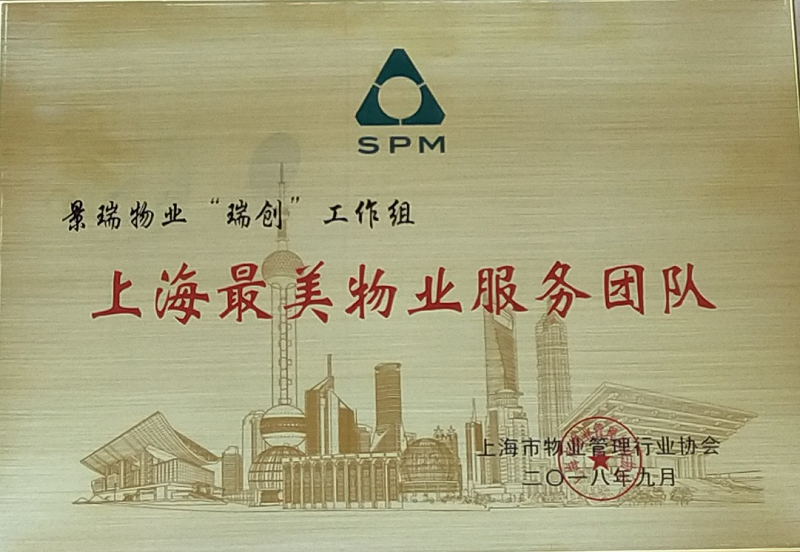 SPM
景瑞物业“瑞创”工作组
上海最美物业服务团队
上海市物业管理行业协会
二〇一八年九月